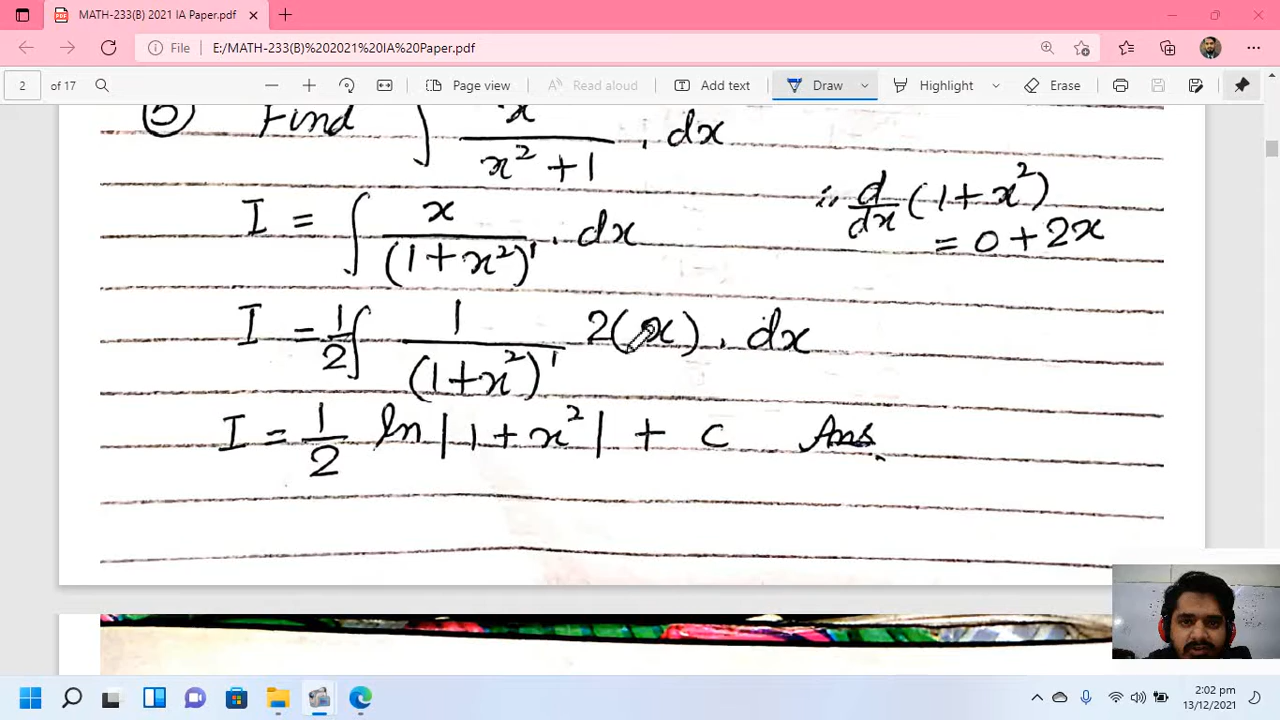 MATH-233(B) 2021 IA Paper.pdf
File E:/MATH-233(B)%202021%20IA%20Paper.pdf
2 of 17 Page view Read aloud Add text Draw Highlight Erase
5 Find ∫ x / (x² + 1) . dx
I = ∫ x / (1 + x²)¹ . dx
∵ d/dx (1 + x²)
= 0 + 2x
I = 1/2 ∫ 1 / (1 + x²)¹ 2(x) . dx
I = 1/2 ln |1 + x²| + c Ans.
2:02 pm
13/12/2021